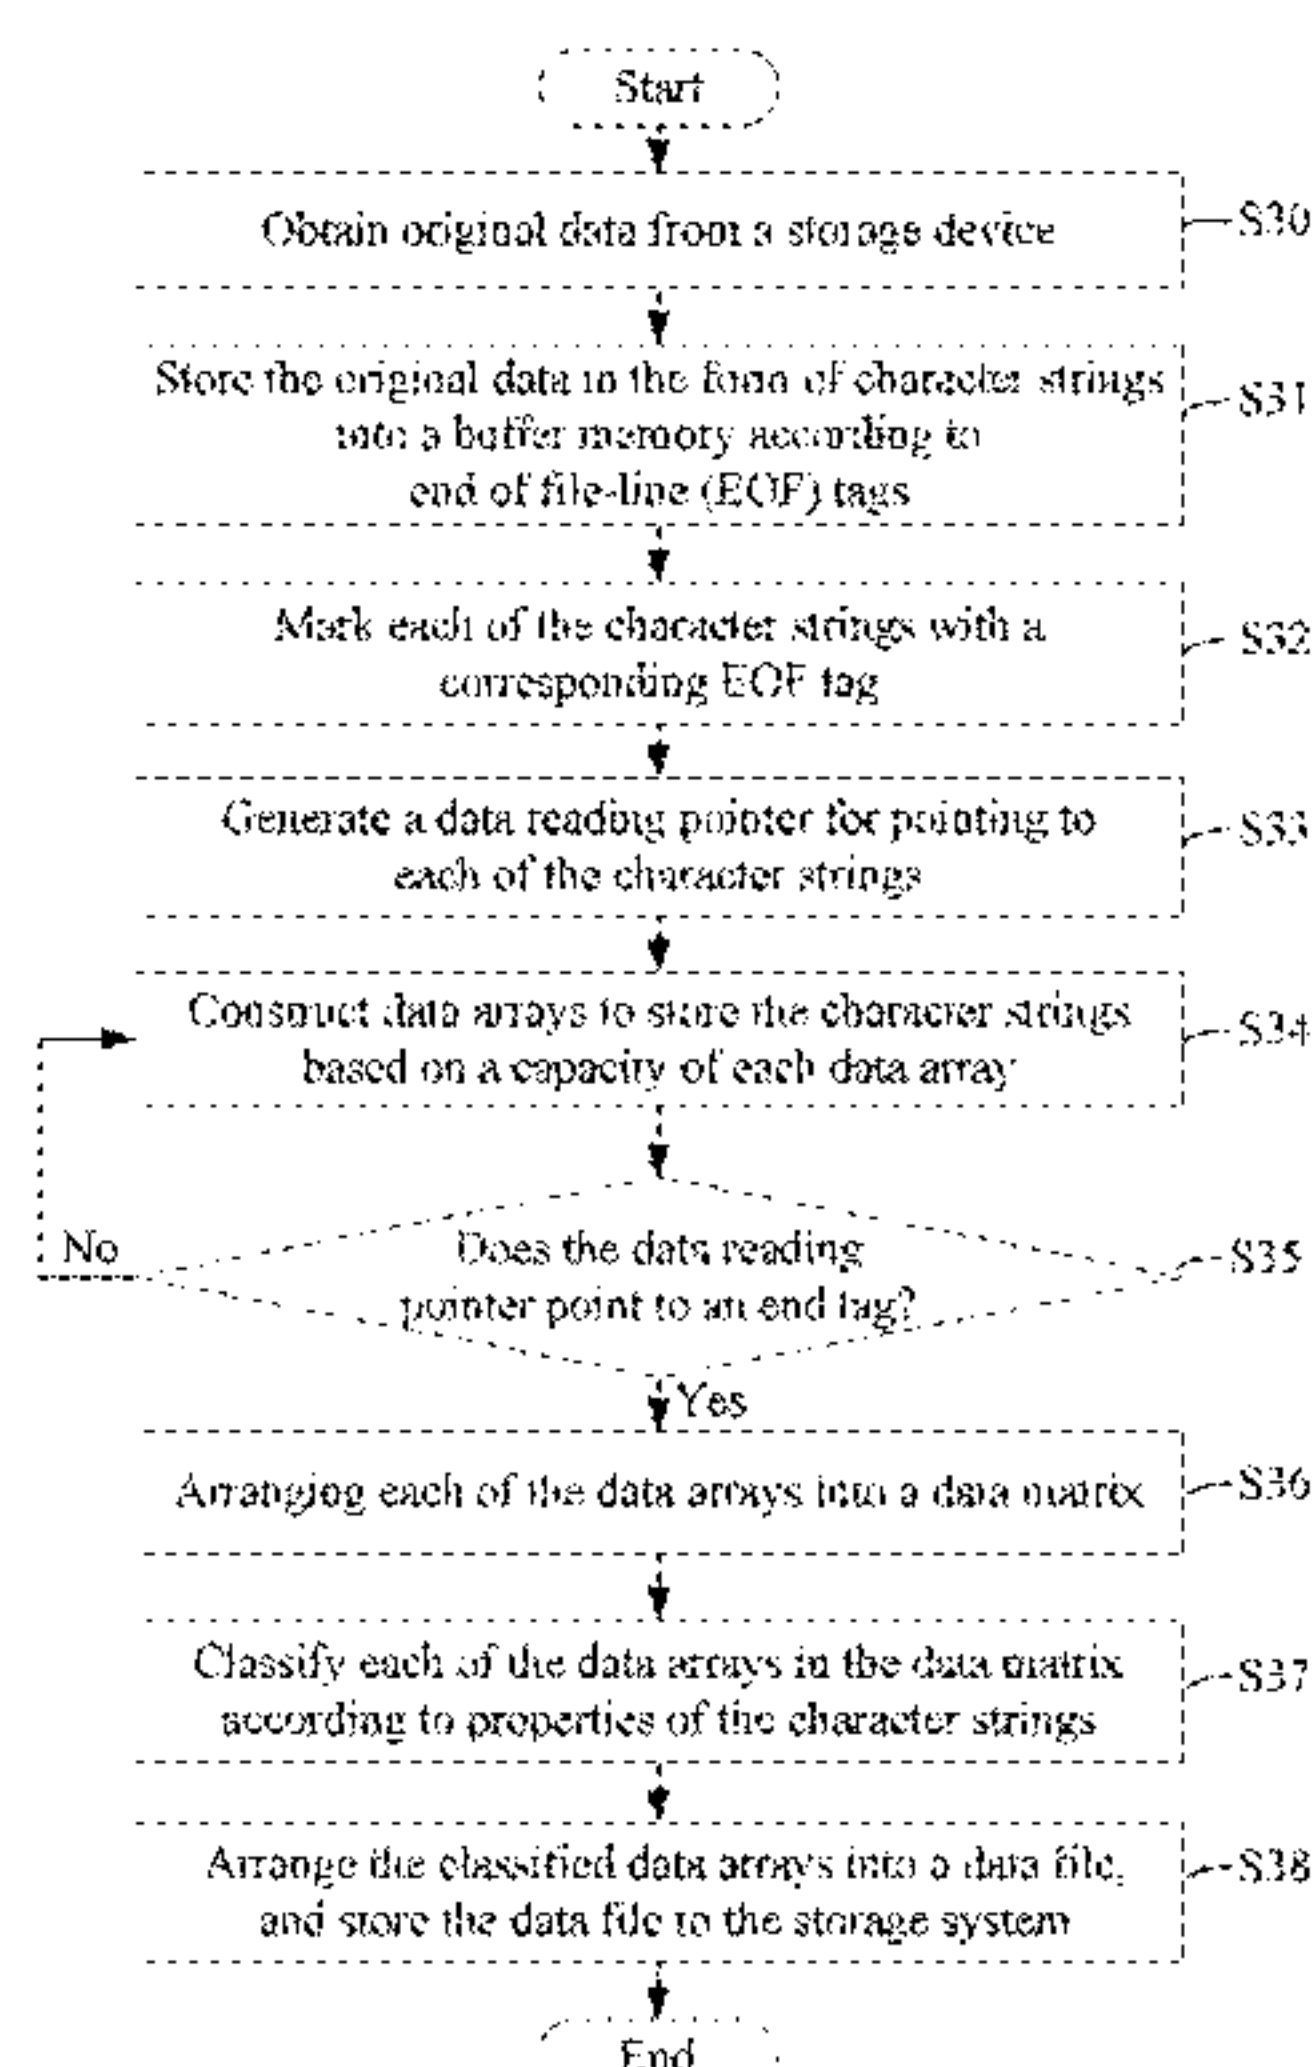 Start
Obtain original data from a storage device
S30
Store the original data in the form of character strings
into a buffer memory according to
end of file-line (EOF) tags
S31
Mark each of the character strings with a
corresponding EOF tag
S32
Generate a data reading pointer for pointing to
each of the character strings
S33
Construct data arrays to store the character strings
based on a capacity of each data array
S34
Does the data reading
pointer point to an end tag?
S35
No
Yes
Arranging each of the data arrays into a data matrix
S36
Classify each of the data arrays in the data matrix
according to properties of the character strings
S37
Arrange the classified data arrays into a data file,
and store the data file to the storage system
S38
End